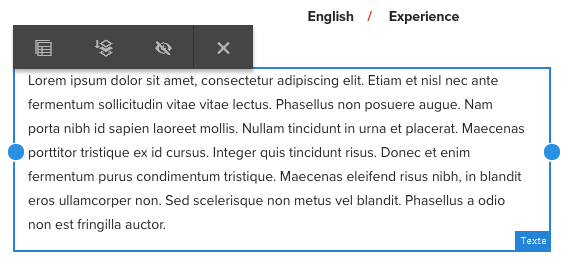 English / Experience
Lorem ipsum dolor sit amet, consectetur adipiscing elit. Etiam et nisl nec ante
fermentum sollicitudin vitae vitae lectus. Phasellus non posuere augue. Nam
porta nibh id sapien laoreet mollis. Nullam tincidunt in urna et placerat. Maecenas
porttitor tristique ex id cursus. Integer quis tincidunt risus. Donec et enim
fermentum purus condimentum tristique. Maecenas eleifend risus nibh, in blandit
eros ullamcorper non. Sed scelerisque non metus vel blandit. Phasellus a odio
non est fringilla auctor.
Texte